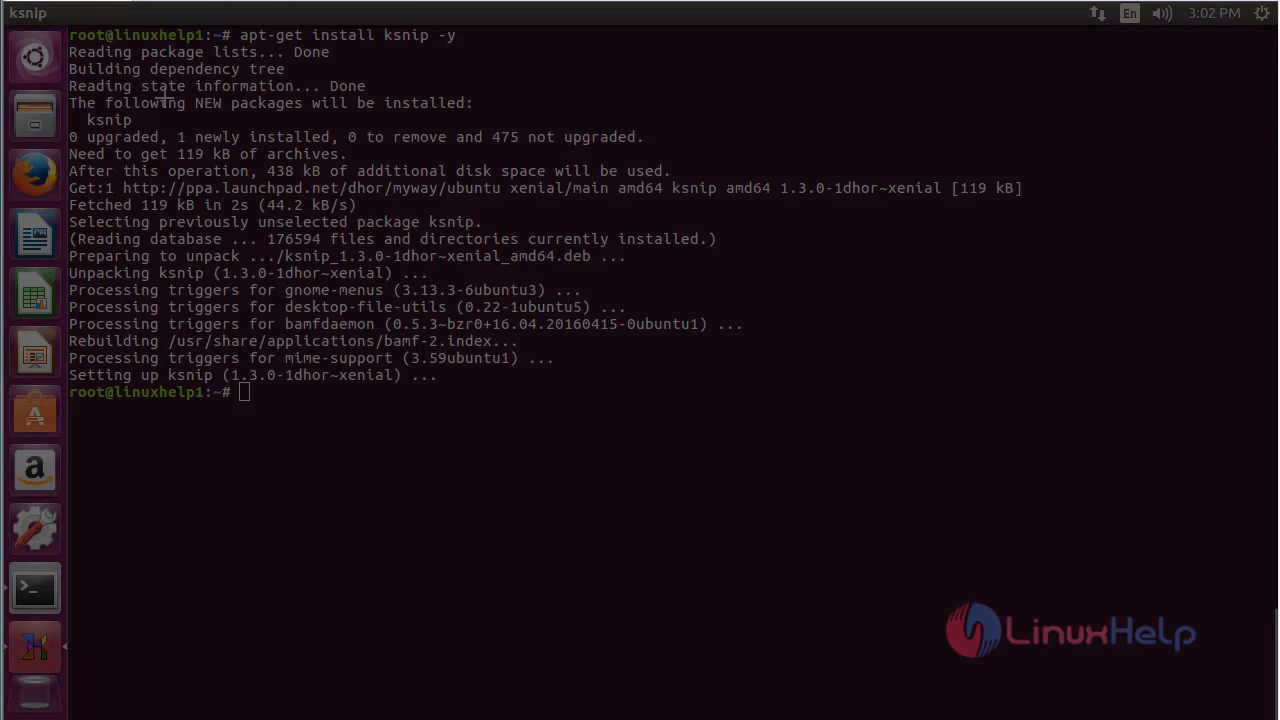 ksnip
En
3:02 PM
root@linuxhelp1:~# apt-get install ksnip -y
Reading package lists... Done
Building dependency tree
Reading state information... Done
The following NEW packages will be installed:
  ksnip
0 upgraded, 1 newly installed, 0 to remove and 475 not upgraded.
Need to get 119 kB of archives.
After this operation, 438 kB of additional disk space will be used.
Get:1 http://ppa.launchpad.net/dhor/myway/ubuntu xenial/main amd64 ksnip amd64 1.3.0-1dhor~xenial [119 kB]
Fetched 119 kB in 2s (44.2 kB/s)
Selecting previously unselected package ksnip.
(Reading database ... 176594 files and directories currently installed.)
Preparing to unpack .../ksnip_1.3.0-1dhor~xenial_amd64.deb ...
Unpacking ksnip (1.3.0-1dhor~xenial) ...
Processing triggers for gnome-menus (3.13.3-6ubuntu3) ...
Processing triggers for desktop-file-utils (0.22-1ubuntu5) ...
Processing triggers for bamfdaemon (0.5.3~bzr0+16.04.20160415-0ubuntu1) ...
Rebuilding /usr/share/applications/bamf-2.index...
Processing triggers for mime-support (3.59ubuntu1) ...
Setting up ksnip (1.3.0-1dhor~xenial) ...
root@linuxhelp1:~#
LinuxHelp